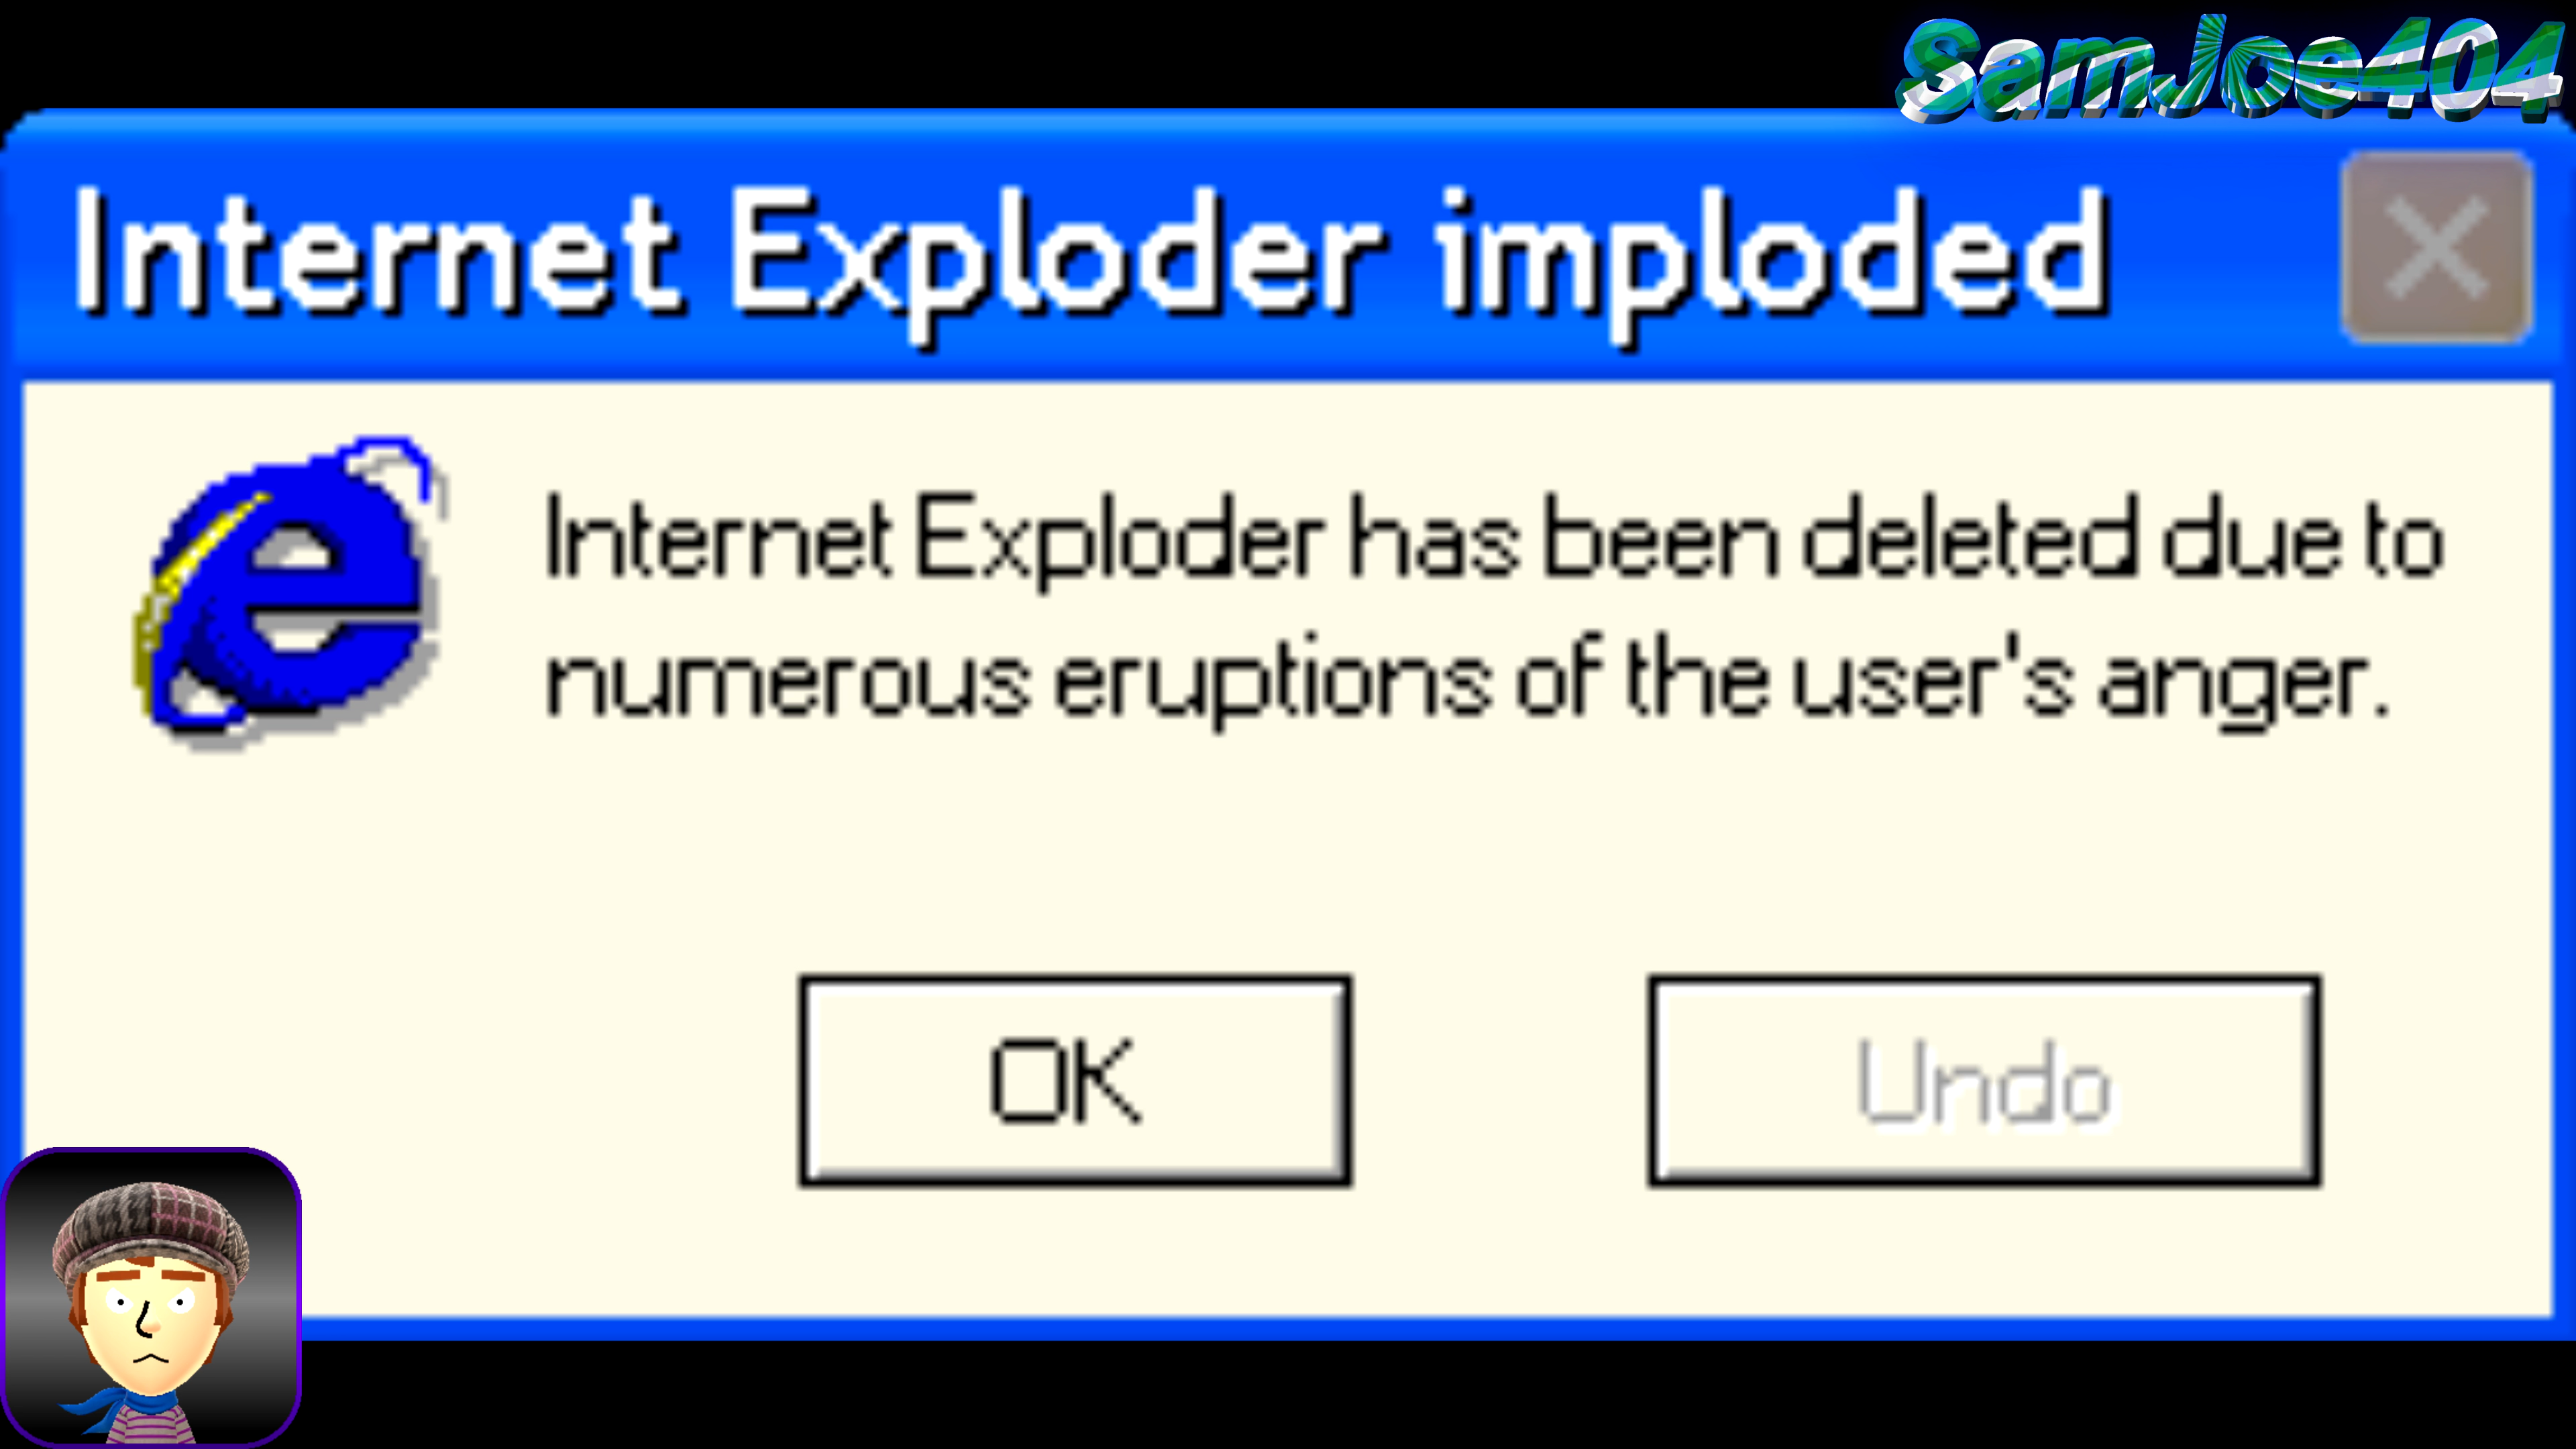 SamJoe404
Internet Exploder imploded
Internet Exploder has been deleted due to
numerous eruptions of the user's anger.
OK
Undo